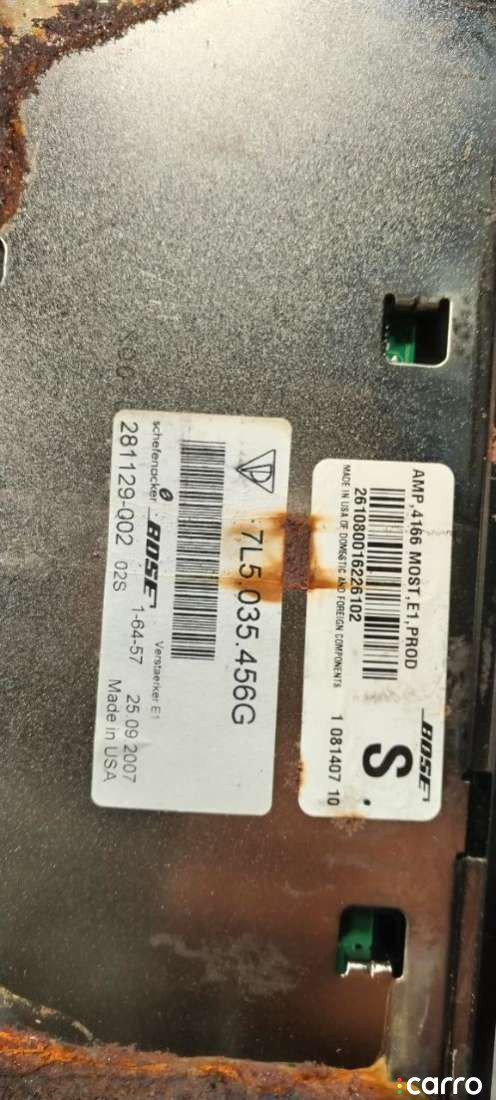 BOSE
AMP,4166 MOST,E1,PROD
S
261080016226102
MADE IN USA OF DOMESTIC AND FOREIGN COMPONENTS
1 081407 10
7L5.035.456G
Verstaerker E1
schefenacker BOSE 1-64-57 25.09.2007
281129-002 02S Made in USA
carro